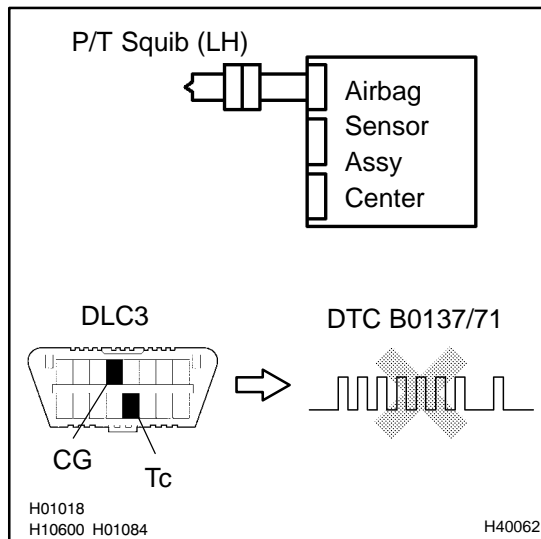 P/T Squib (LH)
Airbag
Sensor
Assy
Center
DLC3
DTC B0137/71
CG
Tc
H01018
H10600 H01084
H40062